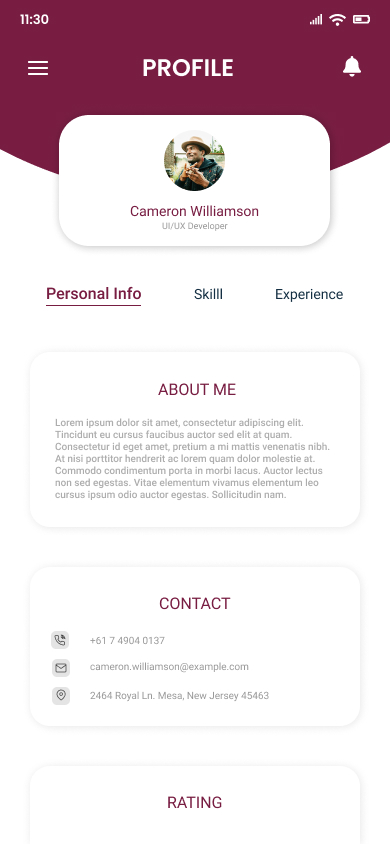 11:30
PROFILE
Cameron Williamson
UI/UX Developer
Personal Info
Skilll
Experience
ABOUT ME
Lorem ipsum dolor sit amet, consectetur adipiscing elit.
Tincidunt eu cursus faucibus auctor sed elit at quam.
Consectetur id eget amet, pretium a mi mattis venenatis nibh.
At nisi porttitor hendrerit ac lorem quam dolor molestie at.
Commodo condimentum porta in morbi lacus. Auctor lectus
non sed egestas. Vitae elementum vivamus elementum leo
cursus ipsum odio auctor egestas. Sollicitudin nam.
CONTACT
+61 7 4904 0137
cameron.williamson@example.com
2464 Royal Ln. Mesa, New Jersey 45463
RATING